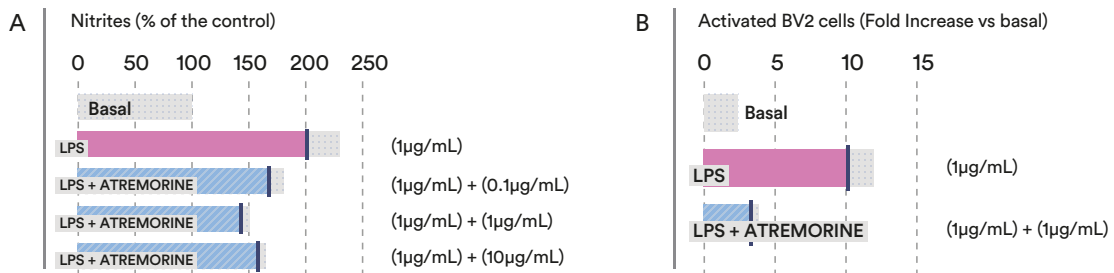 A
Nitrites (% of the control)
0 50 100 150 200 250
Basal
LPS (1µg/mL)
LPS + ATREMORINE (1µg/mL) + (0.1µg/mL)
LPS + ATREMORINE (1µg/mL) + (1µg/mL)
LPS + ATREMORINE (1µg/mL) + (10µg/mL)
B
Activated BV2 cells (Fold Increase vs basal)
0 5 10 15
Basal
LPS (1µg/mL)
LPS + ATREMORINE (1µg/mL) + (1µg/mL)